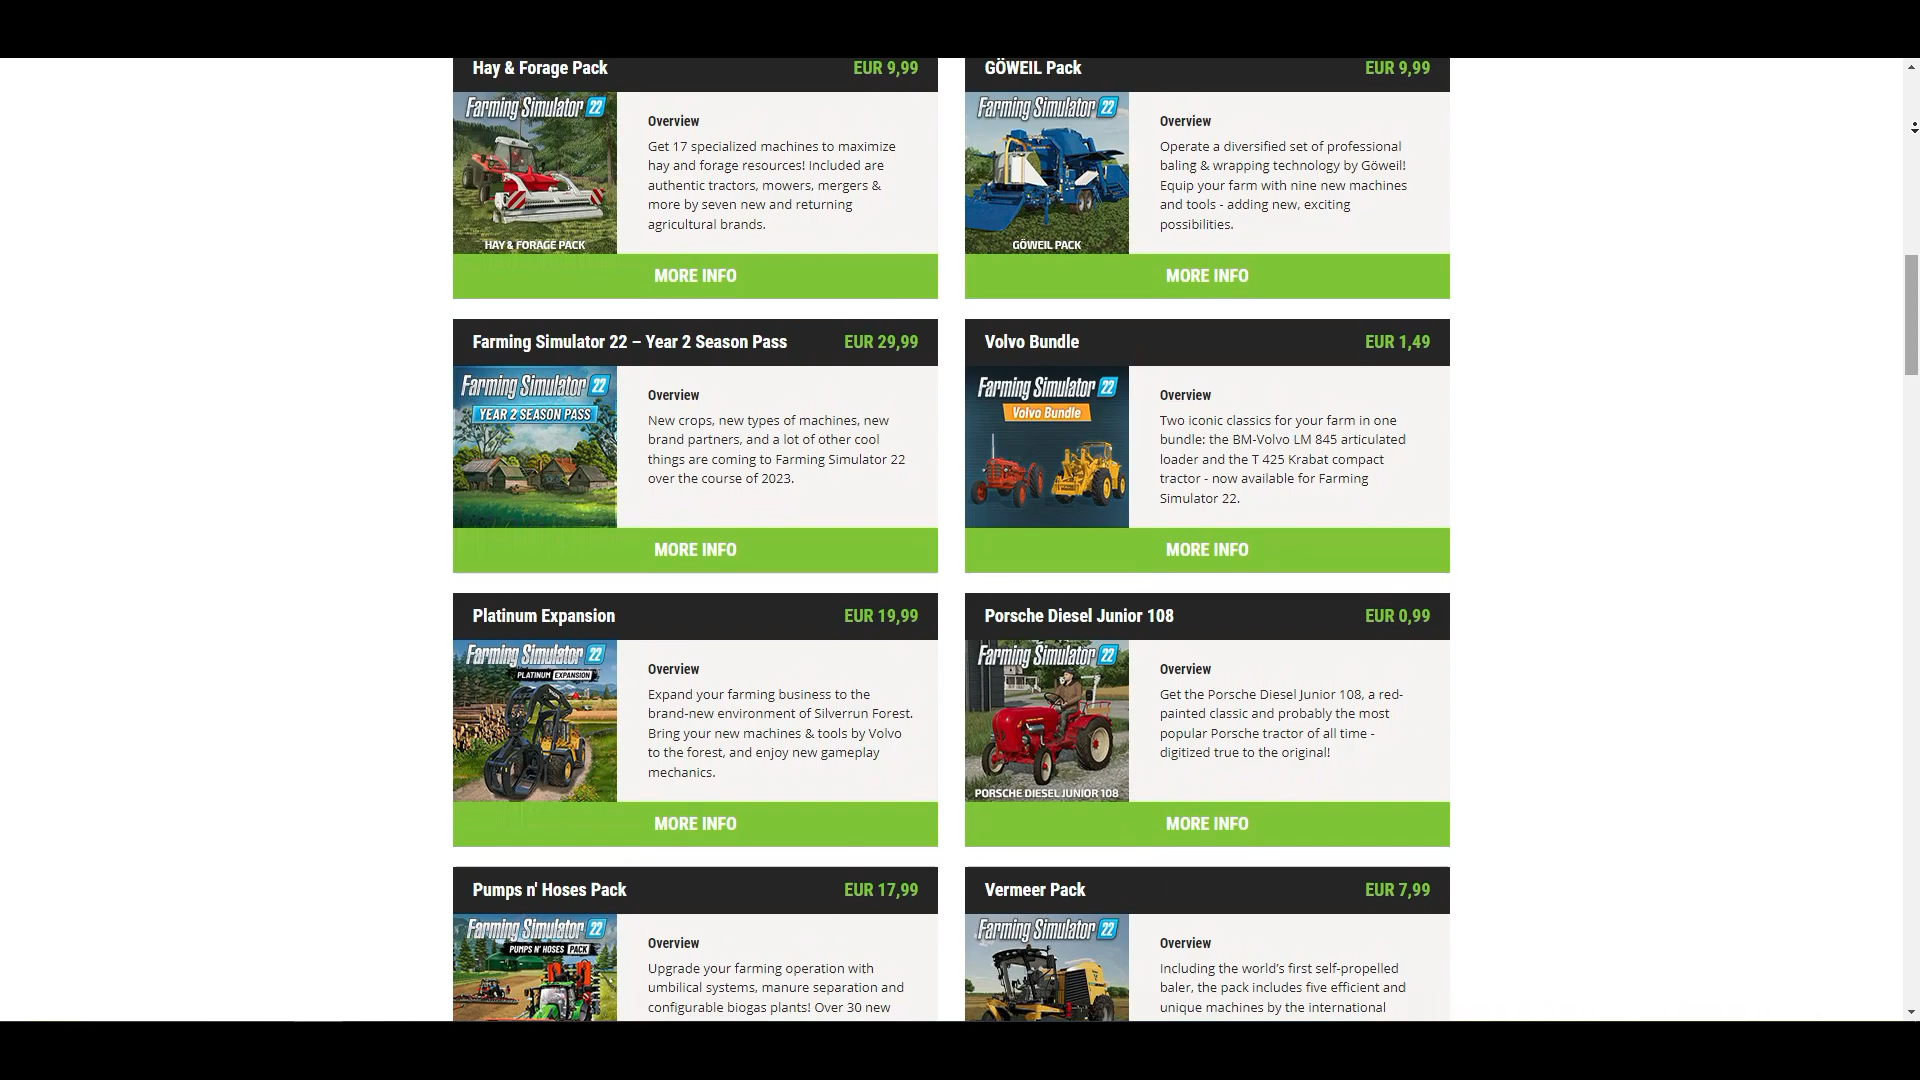 Hay & Forage Pack EUR 9,99
Farming Simulator 22
HAY & FORAGE PACK
Overview
Get 17 specialized machines to maximize
hay and forage resources! Included are
authentic tractors, mowers, mergers &
more by seven new and returning
agricultural brands.
MORE INFO
GÖWEIL Pack EUR 9,99
Farming Simulator 22
GÖWEIL PACK
Overview
Operate a diversified set of professional
baling & wrapping technology by Göweil!
Equip your farm with nine new machines
and tools - adding new, exciting
possibilities.
MORE INFO
Farming Simulator 22 – Year 2 Season Pass EUR 29,99
Farming Simulator 22
YEAR 2 SEASON PASS
Overview
New crops, new types of machines, new
brand partners, and a lot of other cool
things are coming to Farming Simulator 22
over the course of 2023.
MORE INFO
Volvo Bundle EUR 1,49
Farming Simulator 22
Volvo Bundle
Overview
Two iconic classics for your farm in one
bundle: the BM-Volvo LM 845 articulated
loader and the T 425 Krabat compact
tractor - now available for Farming
Simulator 22.
MORE INFO
Platinum Expansion EUR 19,99
Farming Simulator 22
PLATINUM EXPANSION
Overview
Expand your farming business to the
brand-new environment of Silverrun Forest.
Bring your new machines & tools by Volvo
to the forest, and enjoy new gameplay
mechanics.
MORE INFO
Porsche Diesel Junior 108 EUR 0,99
Farming Simulator 22
PORSCHE DIESEL JUNIOR 108
Overview
Get the Porsche Diesel Junior 108, a red-
painted classic and probably the most
popular Porsche tractor of all time -
digitized true to the original!
MORE INFO
Pumps n' Hoses Pack EUR 17,99
Farming Simulator 22
PUMPS N' HOSES PACK
Overview
Upgrade your farming operation with
umbilical systems, manure separation and
configurable biogas plants! Over 30 new
Vermeer Pack EUR 7,99
Farming Simulator 22
Overview
Including the world's first self-propelled
baler, the pack includes five efficient and
unique machines by the international